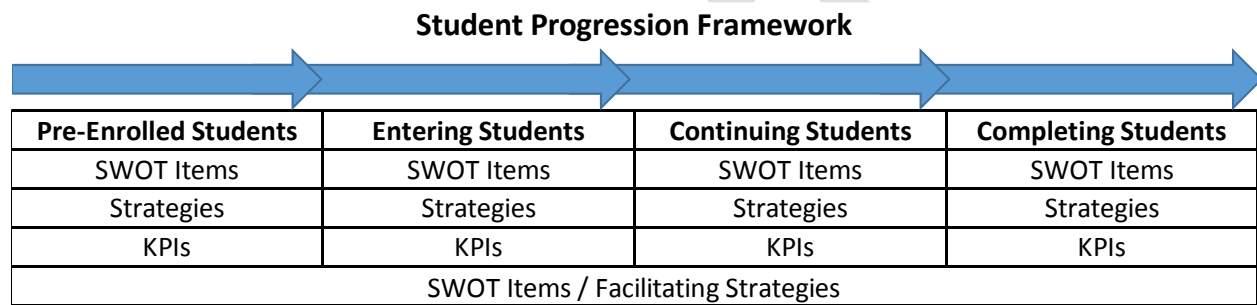 Student Progression Framework
Pre-Enrolled Students Entering Students Continuing Students Completing Students
SWOT Items SWOT Items SWOT Items SWOT Items
Strategies Strategies Strategies Strategies
KPIs KPIs KPIs KPIs
SWOT Items / Facilitating Strategies